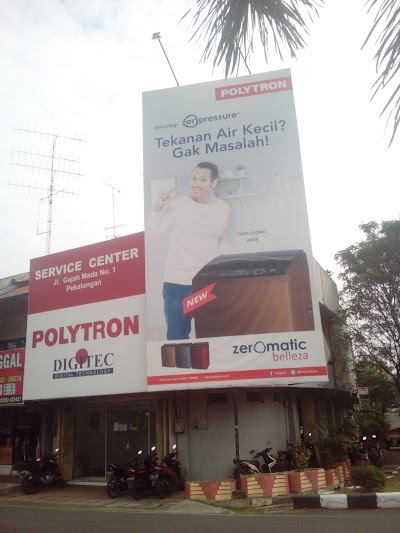 POLYTRON
Teknologi zeropressure
Tekanan Air Kecil?
Gak Masalah!
SERVICE CENTER
Jl. Gajah Mada No: 1
Pekalongan
ARTIS
NEW
POLYTRON
DIGITEC
DIGITAL TECHNOLOGY
zeromatic
belleza